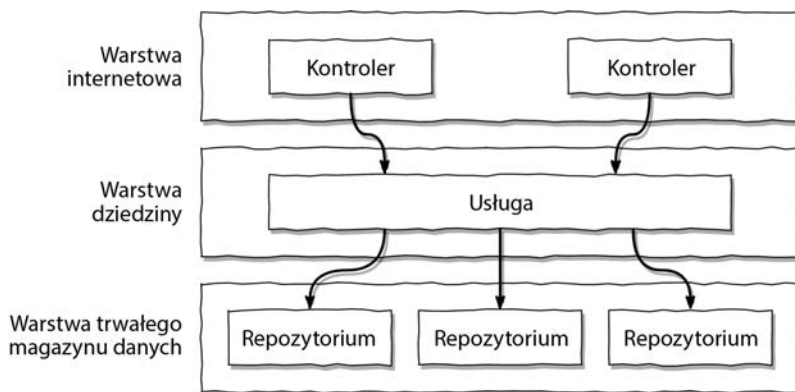 Warstwa
internetowa
Kontroler
Kontroler
Warstwa
dziedziny
Usługa
Warstwa trwałego
magazynu danych
Repozytorium
Repozytorium
Repozytorium